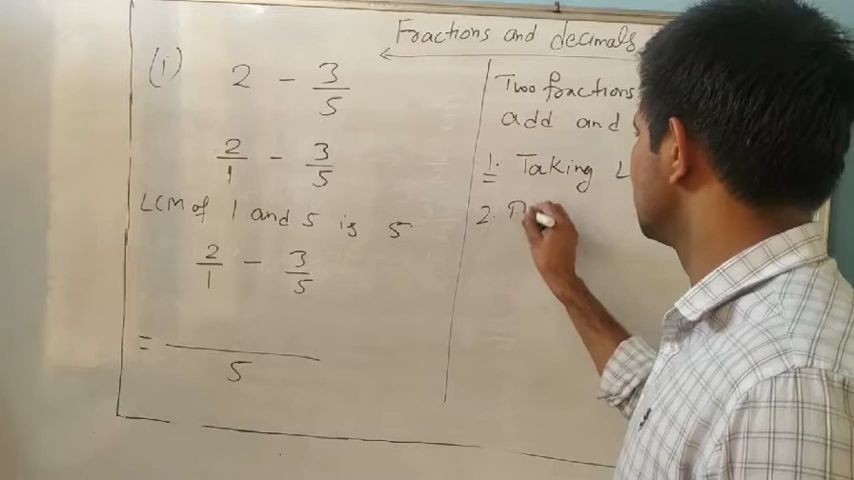 Fractions and decimals
(i) 2 - 3/5
2/1 - 3/5
LCM of 1 and 5 is 5
2/1 - 3/5
= /5
Two fractions
add and
1. Taking L
2.